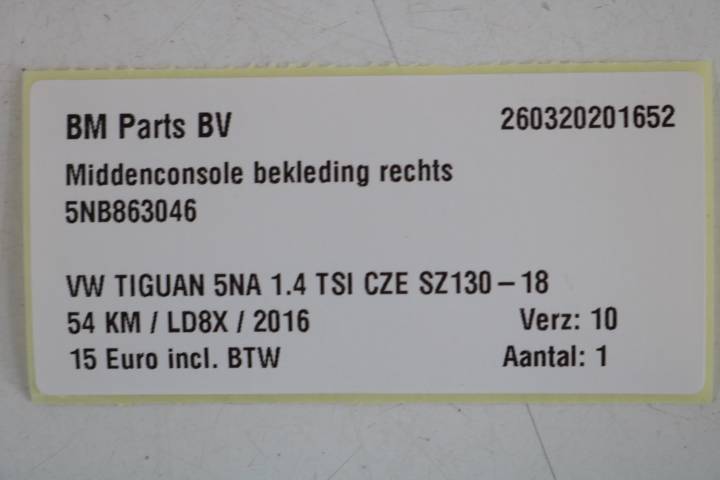 BM Parts BV 260320201652
Middenconsole bekleding rechts
5NB863046
VW TIGUAN 5NA 1.4 TSI CZE SZ130 – 18
54 KM / LD8X / 2016 Verz: 10
15 Euro incl. BTW Aantal: 1